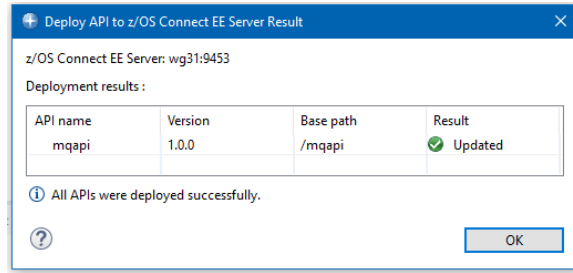 Deploy API to z/OS Connect EE Server Result
z/OS Connect EE Server: wg31:9453
Deployment results :
API name Version Base path Result
mqapi 1.0.0 /mqapi Updated
All APIs were deployed successfully.
OK